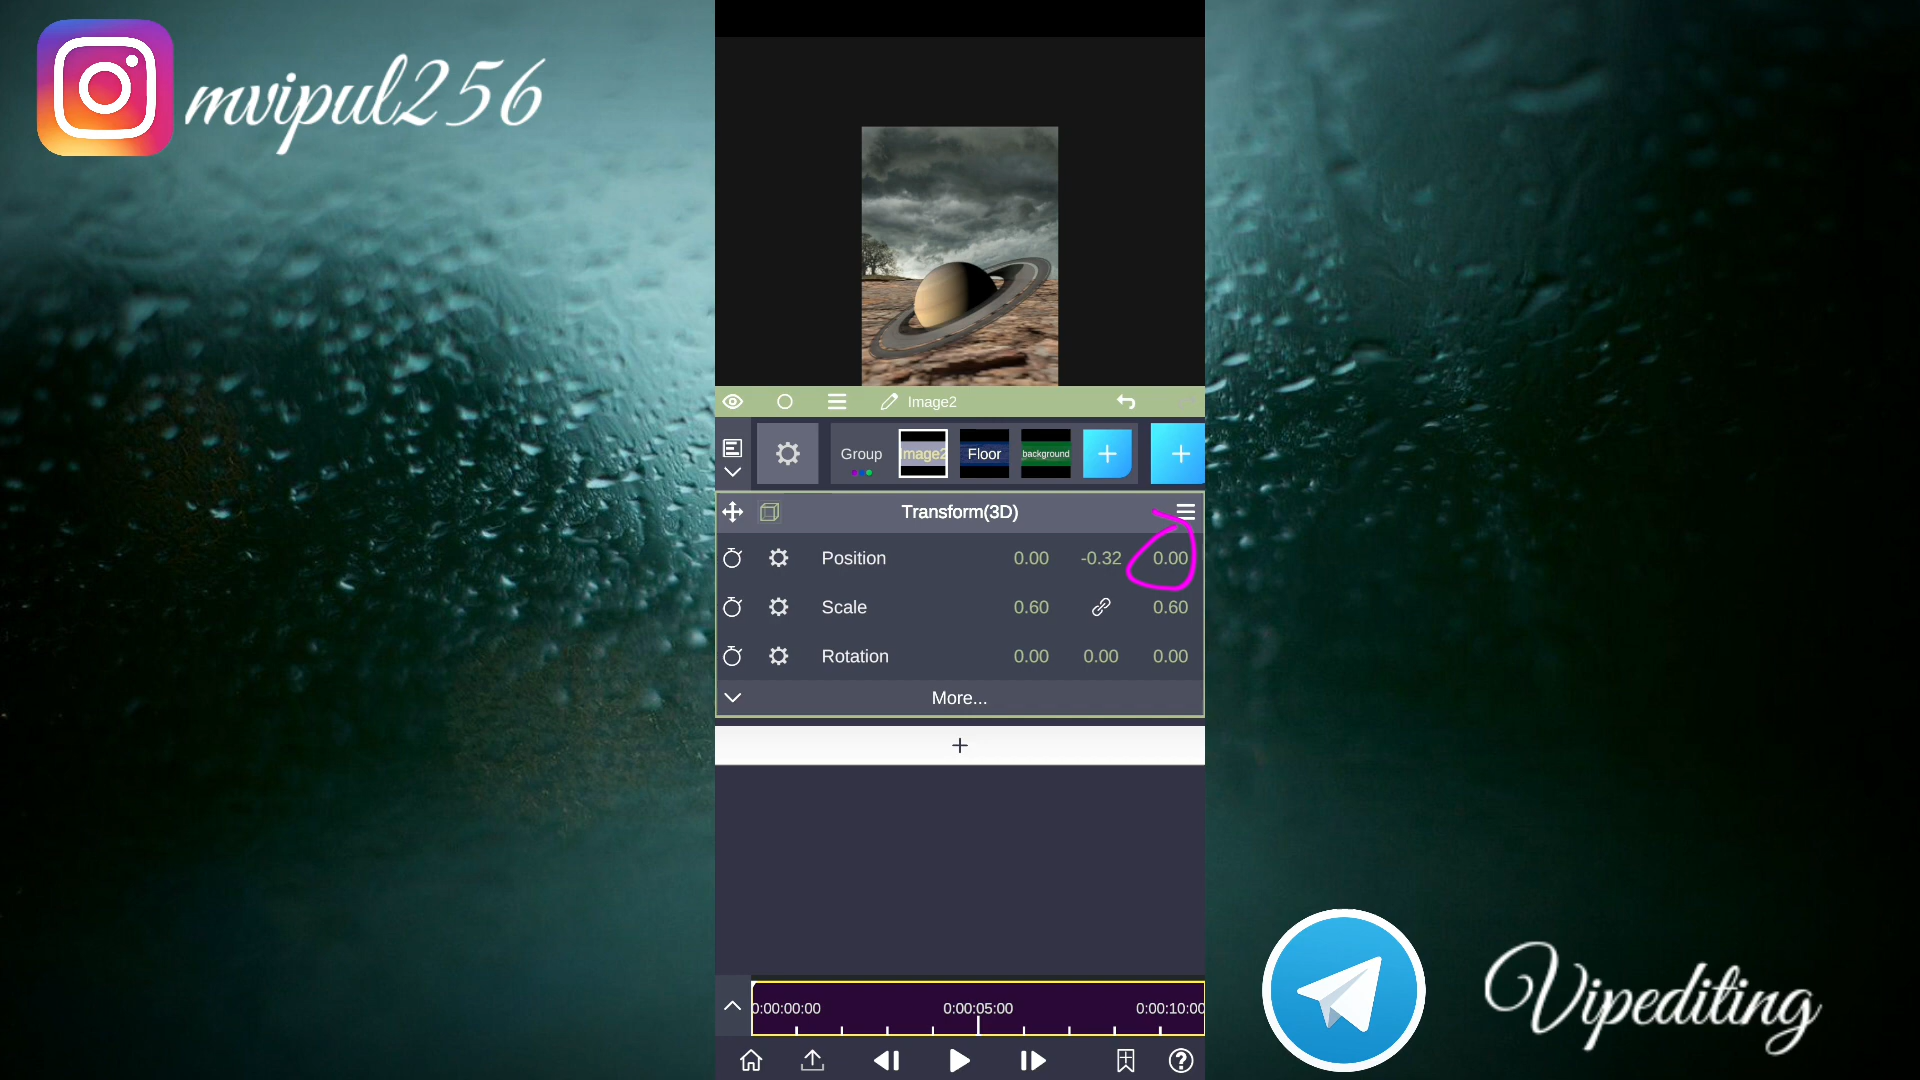 mvipul256
Image2
Group
Image2
Floor
background
Transform(3D)
Position 0.00 -0.32 0.00
Scale 0.60 0.60
Rotation 0.00 0.00 0.00
More...
0:00:00:00 0:00:05:00 0:00:10:00
Vipediting